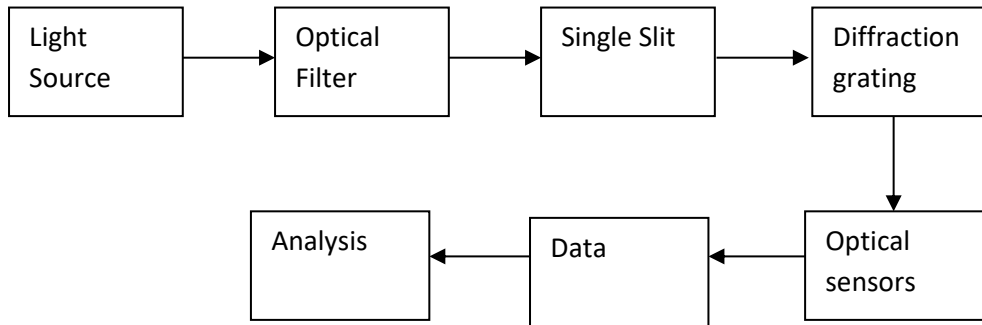 Light
Source
Optical
Filter
Single Slit
Diffraction
grating
Optical
sensors
Data
Analysis